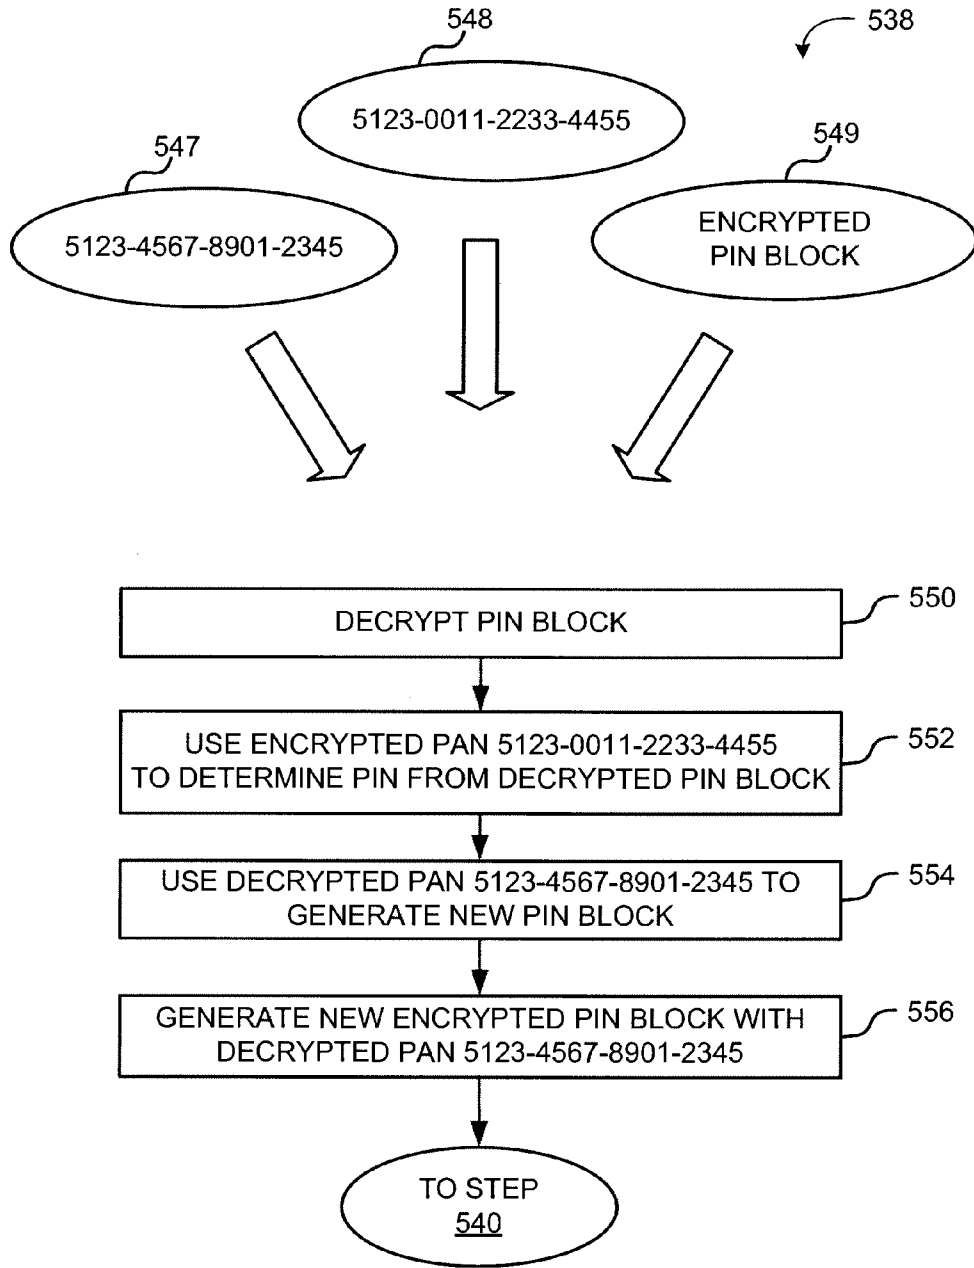 548
538
5123-0011-2233-4455
547
549
5123-4567-8901-2345
ENCRYPTED
PIN BLOCK
550
DECRYPT PIN BLOCK
552
USE ENCRYPTED PAN 5123-0011-2233-4455
TO DETERMINE PIN FROM DECRYPTED PIN BLOCK
554
USE DECRYPTED PAN 5123-4567-8901-2345 TO
GENERATE NEW PIN BLOCK
556
GENERATE NEW ENCRYPTED PIN BLOCK WITH
DECRYPTED PAN 5123-4567-8901-2345
TO STEP
540